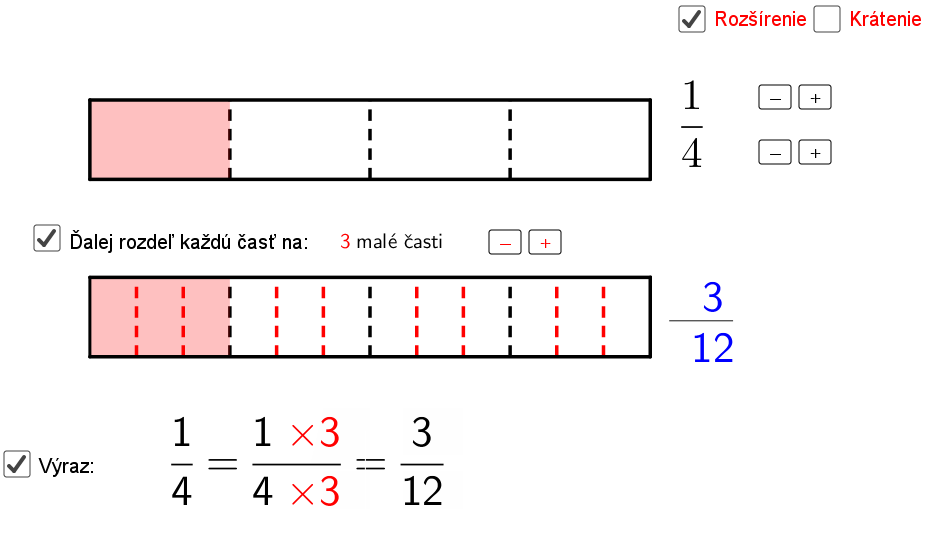 Rozšírenie Krátenie
1/4 − +
− +
Ďalej rozdeľ každú časť na: 3 malé časti − +
3/12
Výraz: 1/4 = 1 ×3/4 ×3 = 3/12